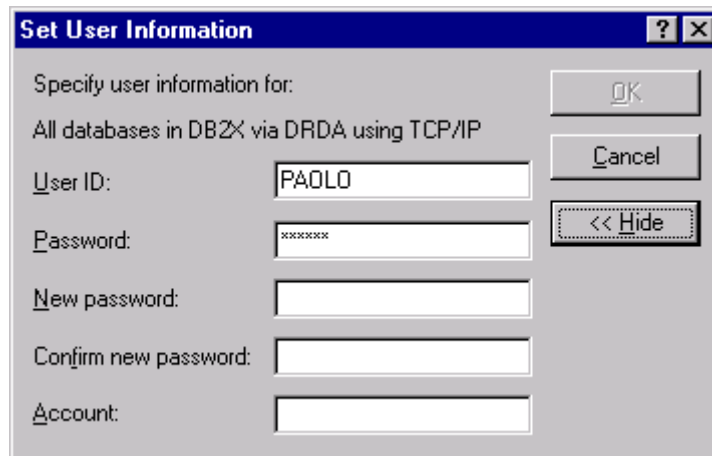 Set User Information
Specify user information for:
OK
All databases in DB2X via DRDA using TCP/IP
Cancel
User ID: PAOLO
<< Hide
Password: ******
New password:
Confirm new password:
Account: